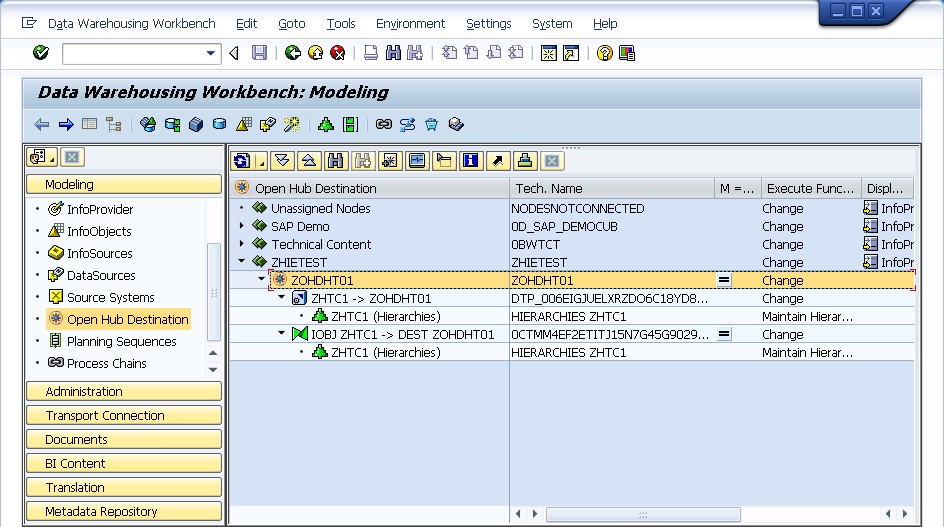 Data Warehousing Workbench Edit Goto Tools Environment Settings System Help
Data Warehousing Workbench: Modeling
Modeling
InfoProvider
InfoObjects
InfoSources
DataSources
Source Systems
Open Hub Destination
Planning Sequences
Process Chains
Administration
Transport Connection
Documents
BI Content
Translation
Metadata Repository
Open Hub Destination Tech. Name M =... Execute Func... Displ...
Unassigned Nodes NODESNOTCONNECTED Change InfoPr
SAP Demo 0D_SAP_DEMOCUB Change InfoPr
Technical Content 0BWTCT Change InfoPr
ZHIETEST ZHIETEST Change InfoPr
ZOHDHT01 ZOHDHT01 = Change
ZHTC1 -> ZOHDHT01 DTP_006EIGJUELXRZDO6C18YD8... Change
ZHTC1 (Hierarchies) HIERARCHIES ZHTC1 Maintain Hierar...
IOBJ ZHTC1 -> DEST ZOHDHT01 0CTMM4EF2ETITJ15N7G45G9O29... = Change
ZHTC1 (Hierarchies) HIERARCHIES ZHTC1 Maintain Hierar...